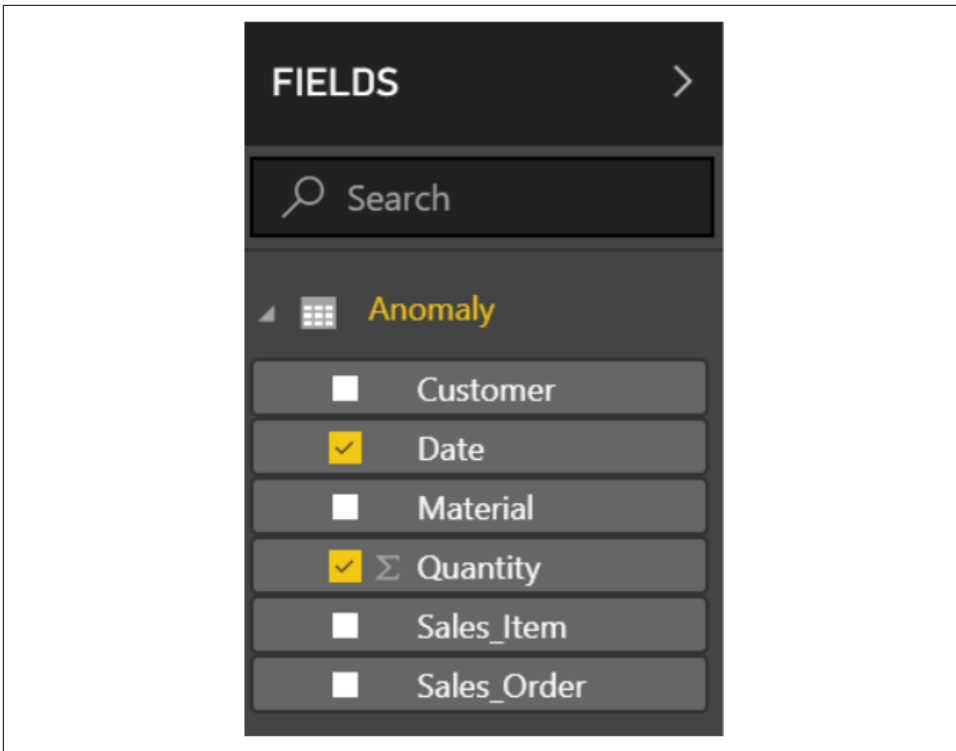 FIELDS
Search
Anomaly
Customer
Date
Material
Σ Quantity
Sales_Item
Sales_Order